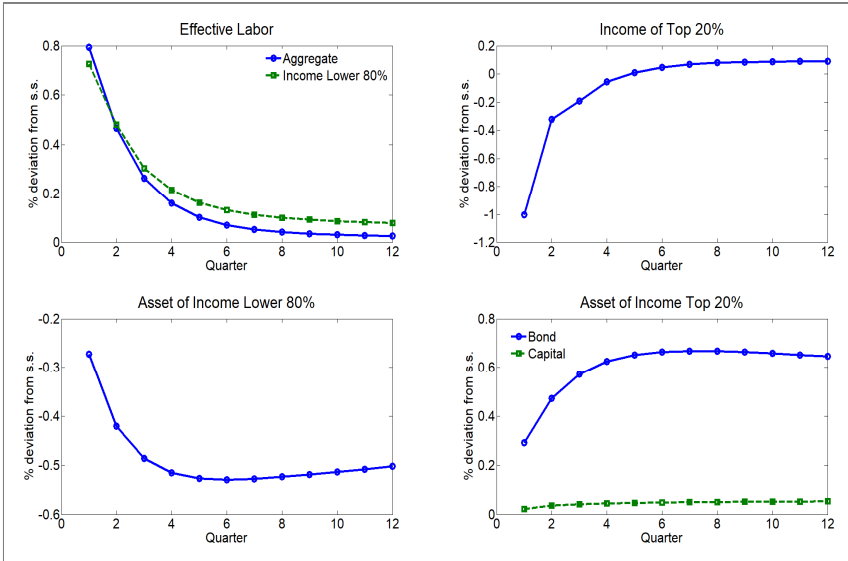 Effective Labor
% deviation from s.s.
0.8
0.6
0.4
0.2
0
Aggregate
Income Lower 80%
0 2 4 6 8 10 12
Quarter
Income of Top 20%
% deviation from s.s.
0.2
0
-0.2
-0.4
-0.6
-0.8
-1
-1.2
0 2 4 6 8 10 12
Quarter
Asset of Income Lower 80%
% deviation from s.s.
-0.2
-0.3
-0.4
-0.5
-0.6
0 2 4 6 8 10 12
Quarter
Asset of Income Top 20%
% deviation from s.s.
0.8
0.6
0.4
0.2
0
Bond
Capital
0 2 4 6 8 10 12
Quarter